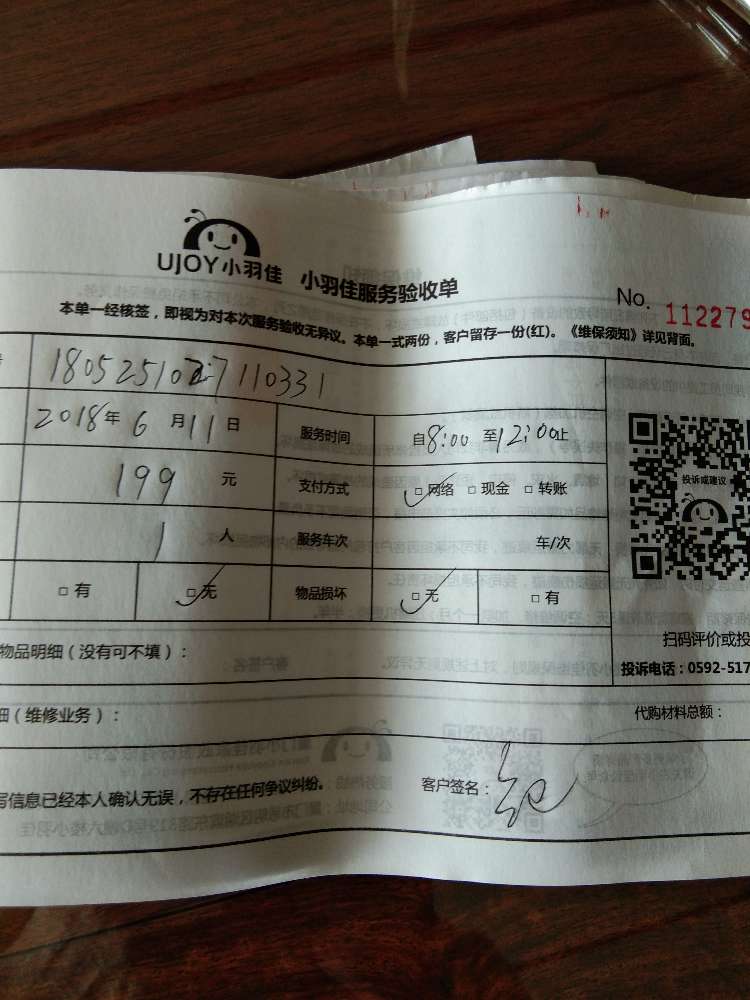 UJOY小羽佳 小羽佳服务验收单
No. 112279
本单一经核签，即视为对本次服务验收无异议。本单一式两份，客户留存一份(红)。《维保须知》详见背面。
2018年 6月11日 服务时间 自8:00至12:00止
199 元 支付方式 □网络 □现金 □转账
投诉或建议
1 人 服务车次 车/次
□有 □无 物品损坏 □无 □有
扫码评价或投
物品明细（没有可不填）：
投诉电话：0592-517
细（维修业务）： 代购材料总额：
写信息已经本人确认无误，不存在任何争议纠纷。 客户签名：